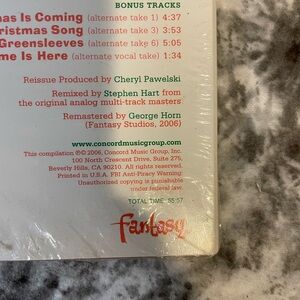 BONUS TRACKS
as Is Coming (alternate take 1) 4:37
ristmas Song (alternate take 3) 3:53
Greensleeves (alternate take 6) 5:05
me Is Here (alternate vocal take) 1:34
Reissue Produced by Cheryl Pawelski
Remixed by Stephen Hart from
the original analog multi-track masters
Remastered by George Horn
(Fantasy Studios, 2006)
www.concordmusicgroup.com
This compilation ℗ © 2006, Concord Music Group, Inc.
100 North Crescent Drive, Suite 275,
Beverly Hills, CA 90210. All rights reserved.
Printed in U.S.A. FBI Anti-Piracy Warning:
Unauthorized copying is punishable
under federal law.
TOTAL TIME 55:57
fantasy